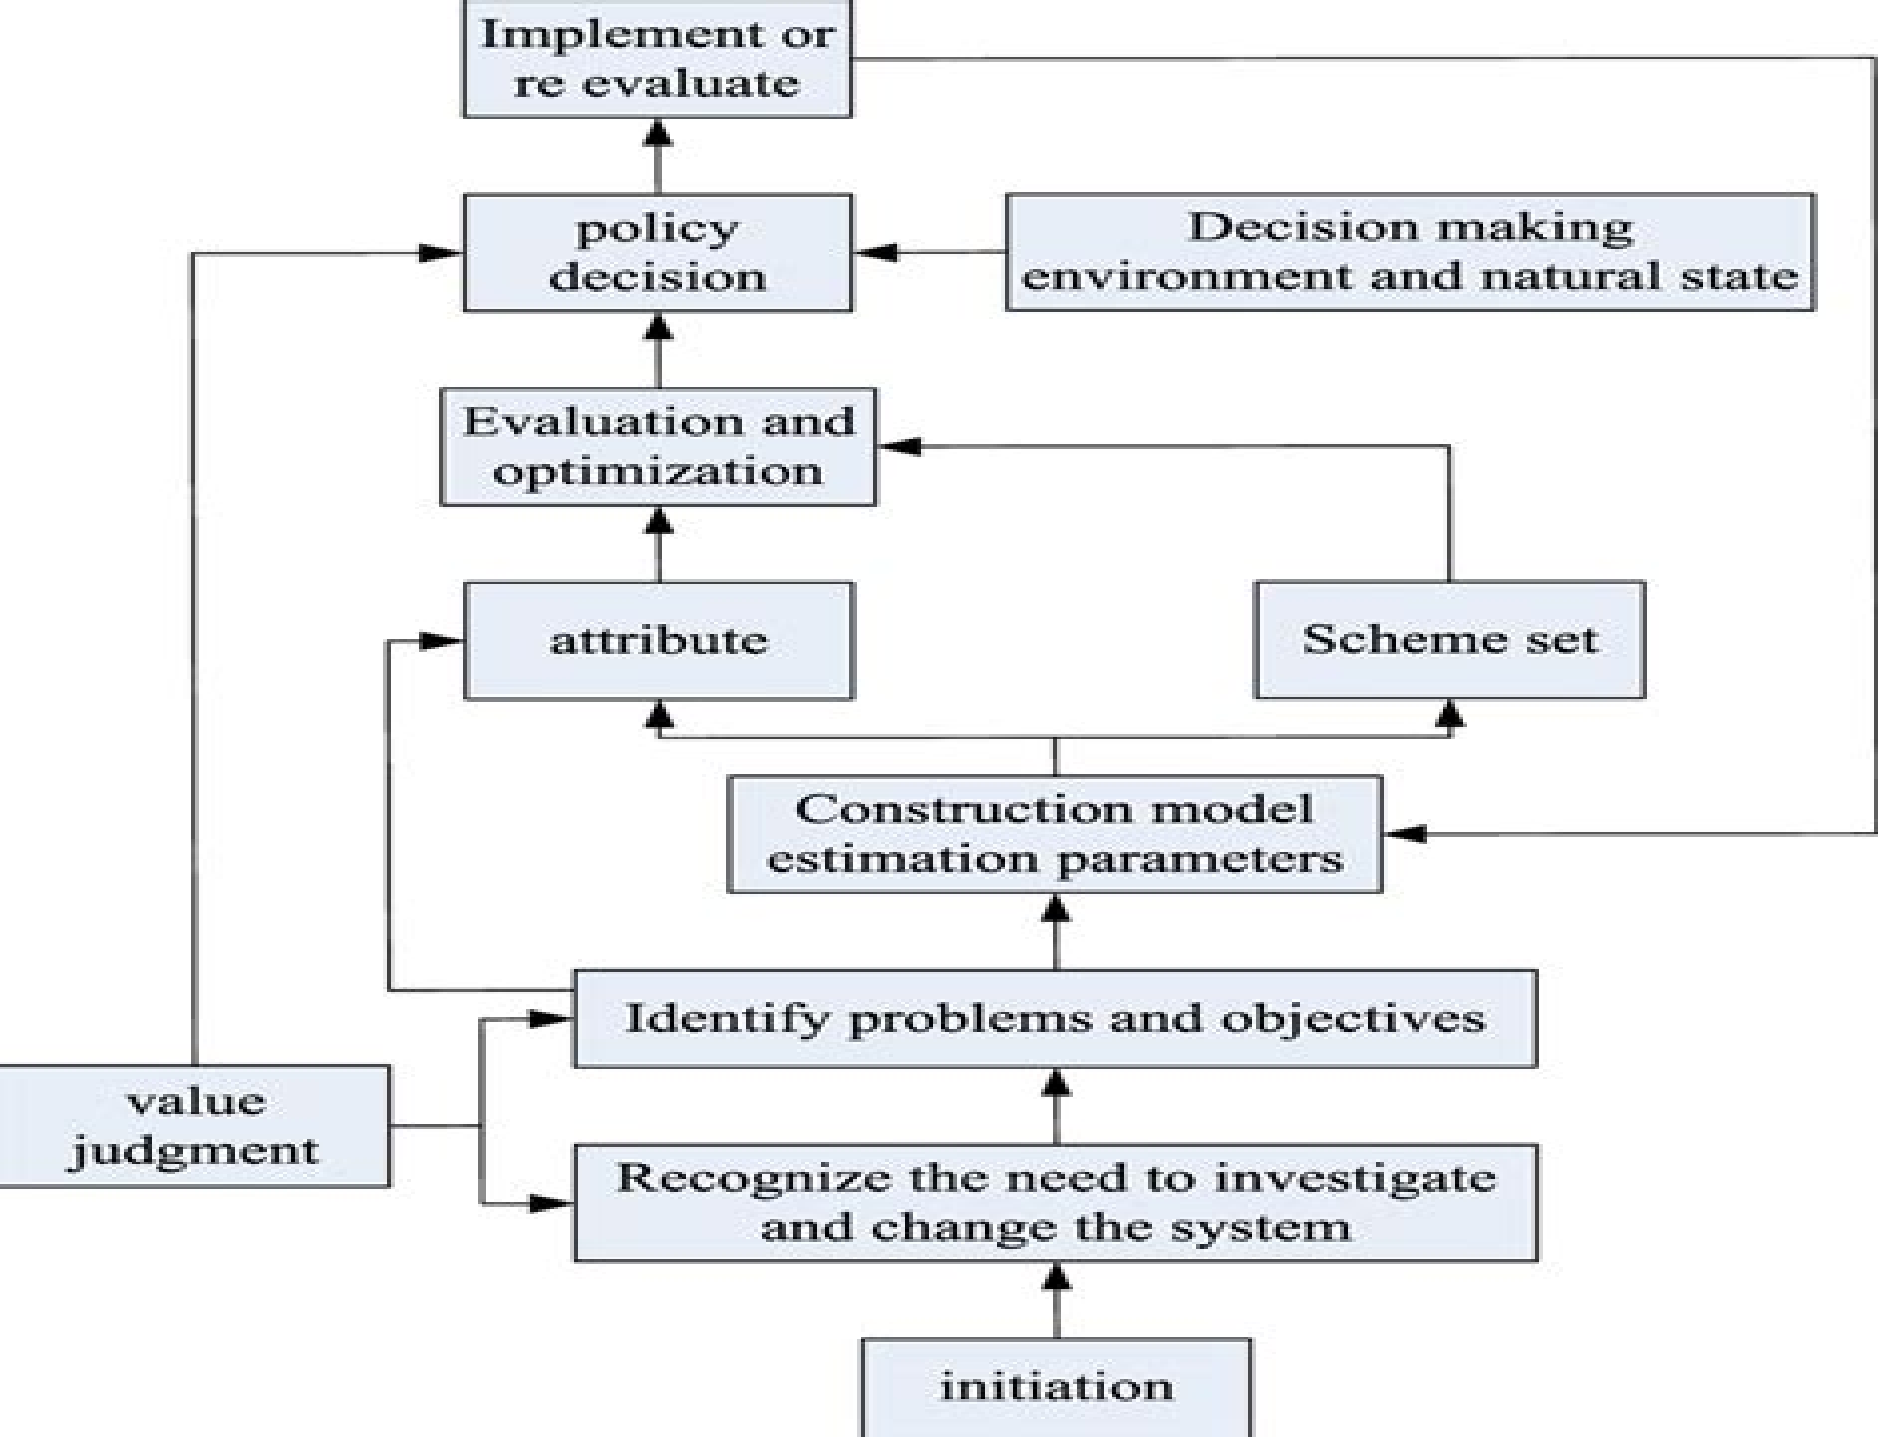 Implement or
re evaluate
policy
decision
Decision making
environment and natural state
Evaluation and
optimization
attribute
Scheme set
Construction model
estimation parameters
Identify problems and objectives
value
judgment
Recognize the need to investigate
and change the system
initiation